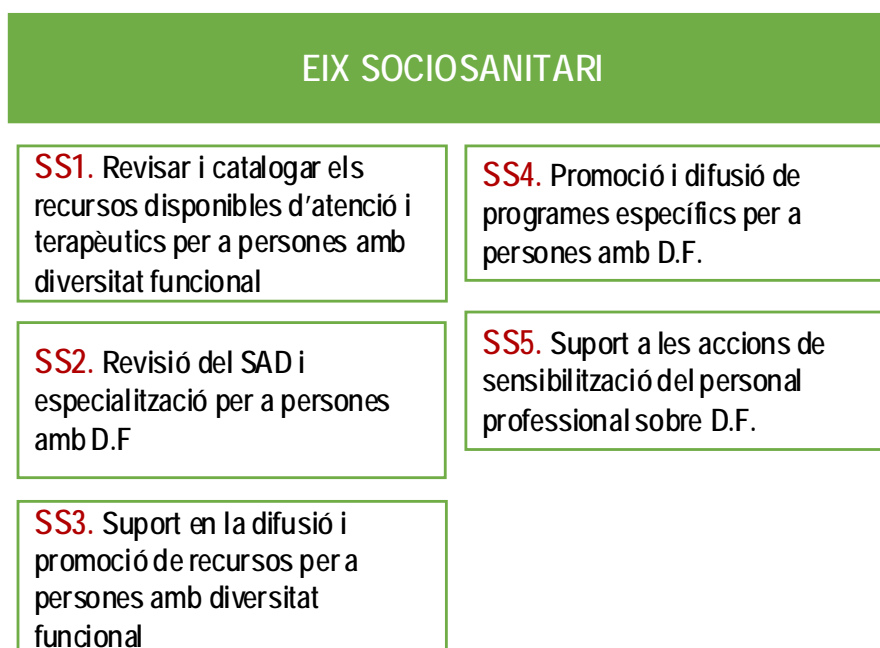 EIX SOCIOSANITARI
SS1. Revisar i catalogar els
recursos disponibles d’atenció i
terapèutics per a persones amb
diversitat funcional
SS2. Revisió del SAD i
especialització per a persones
amb D.F
SS3. Suport en la difusió i
promoció de recursos per a
persones amb diversitat
funcional
SS4. Promoció i difusió de
programes específics per a
persones amb D.F.
SS5. Suport a les accions de
sensibilització del personal
professional sobre D.F.